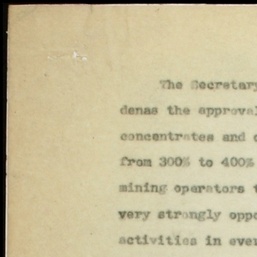 The Secretary
denas the approval
concentrates and o
from 300% to 400%
mining operators t
very strongly oppo
activities in ever